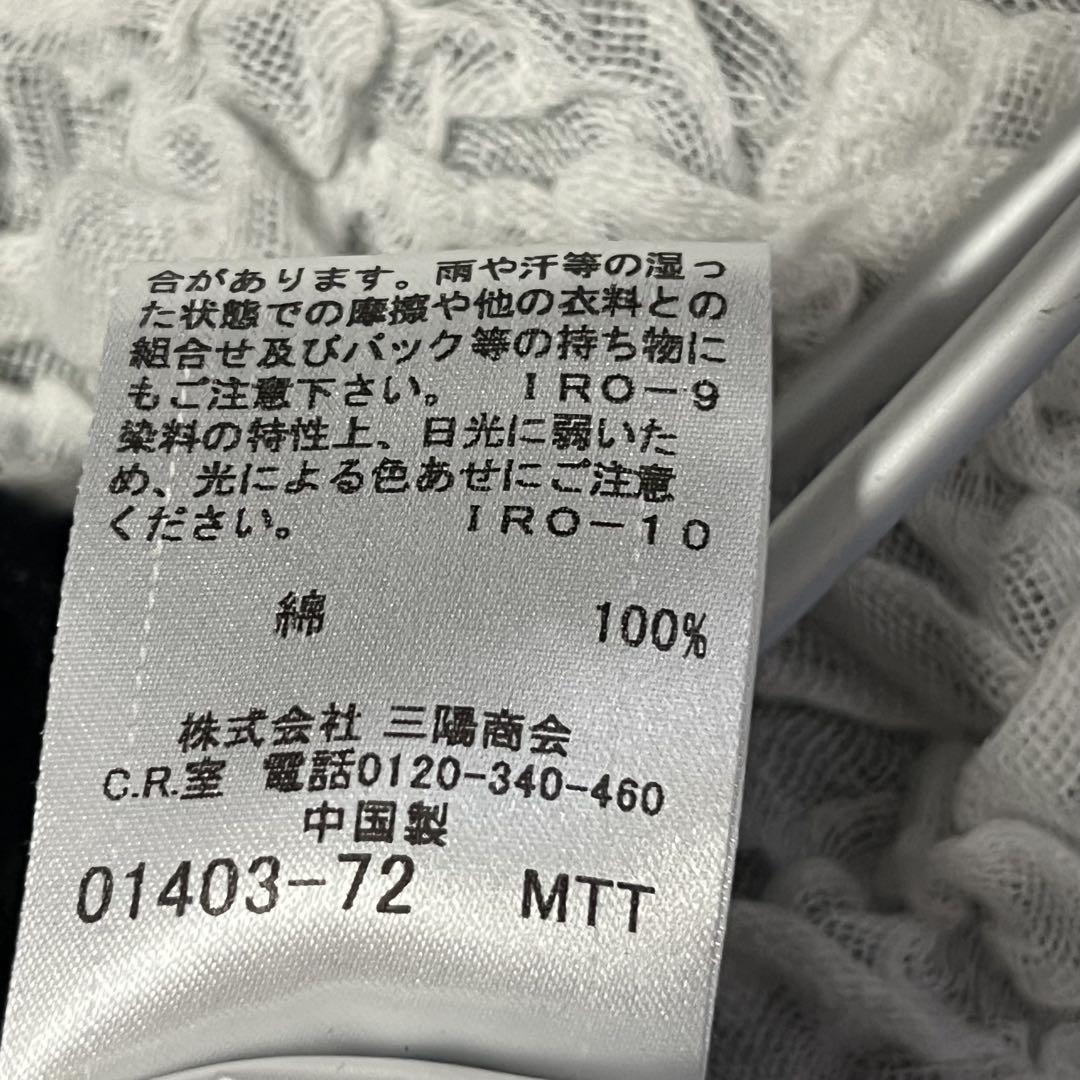 合があります。雨や汗等の湿っ
た状態での摩擦や他の衣料との
組合せ及びバック等の持ち物に
もご注意下さい。 IRO-9
染料の特性上、日光に弱いた
め、光による色あせにご注意
ください。 IRO-10
綿 100%
株式会社 三陽商会
C.R.室 電話0120-340-460
中国製
01403-72 MTT